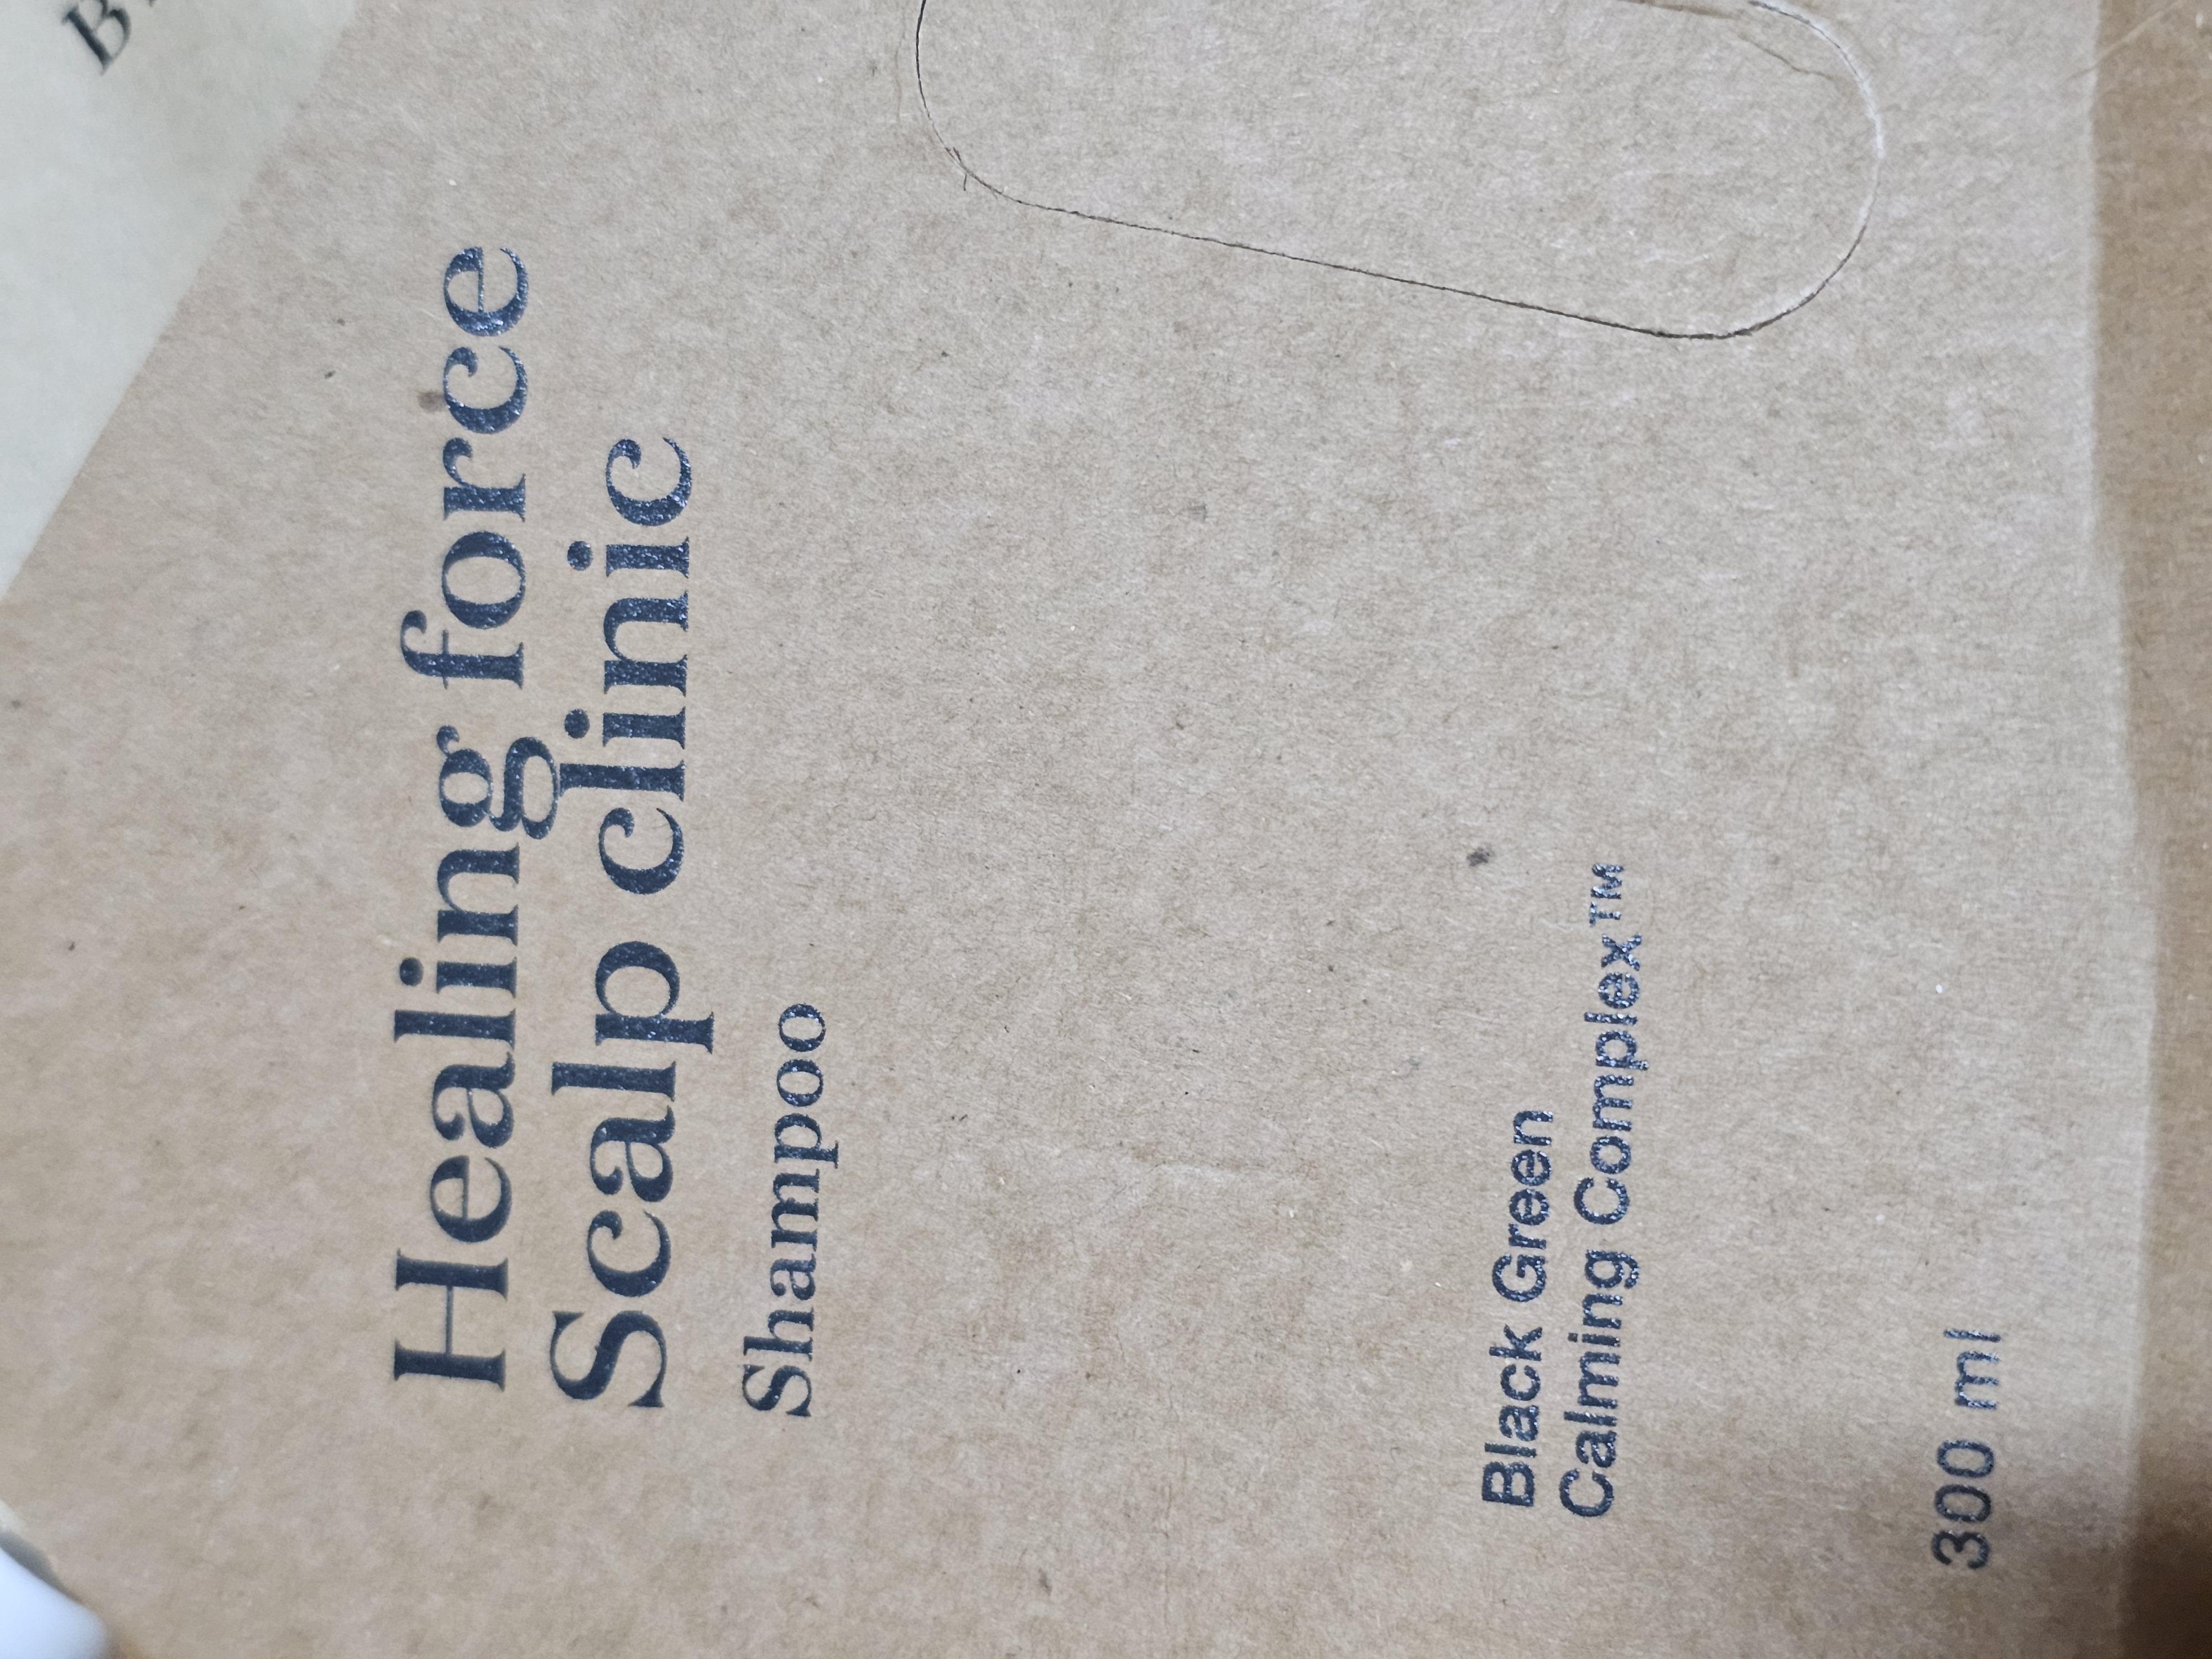 Healing force
Scalp clinic
Shampoo
Black Green
Calming Complex™
300 ml